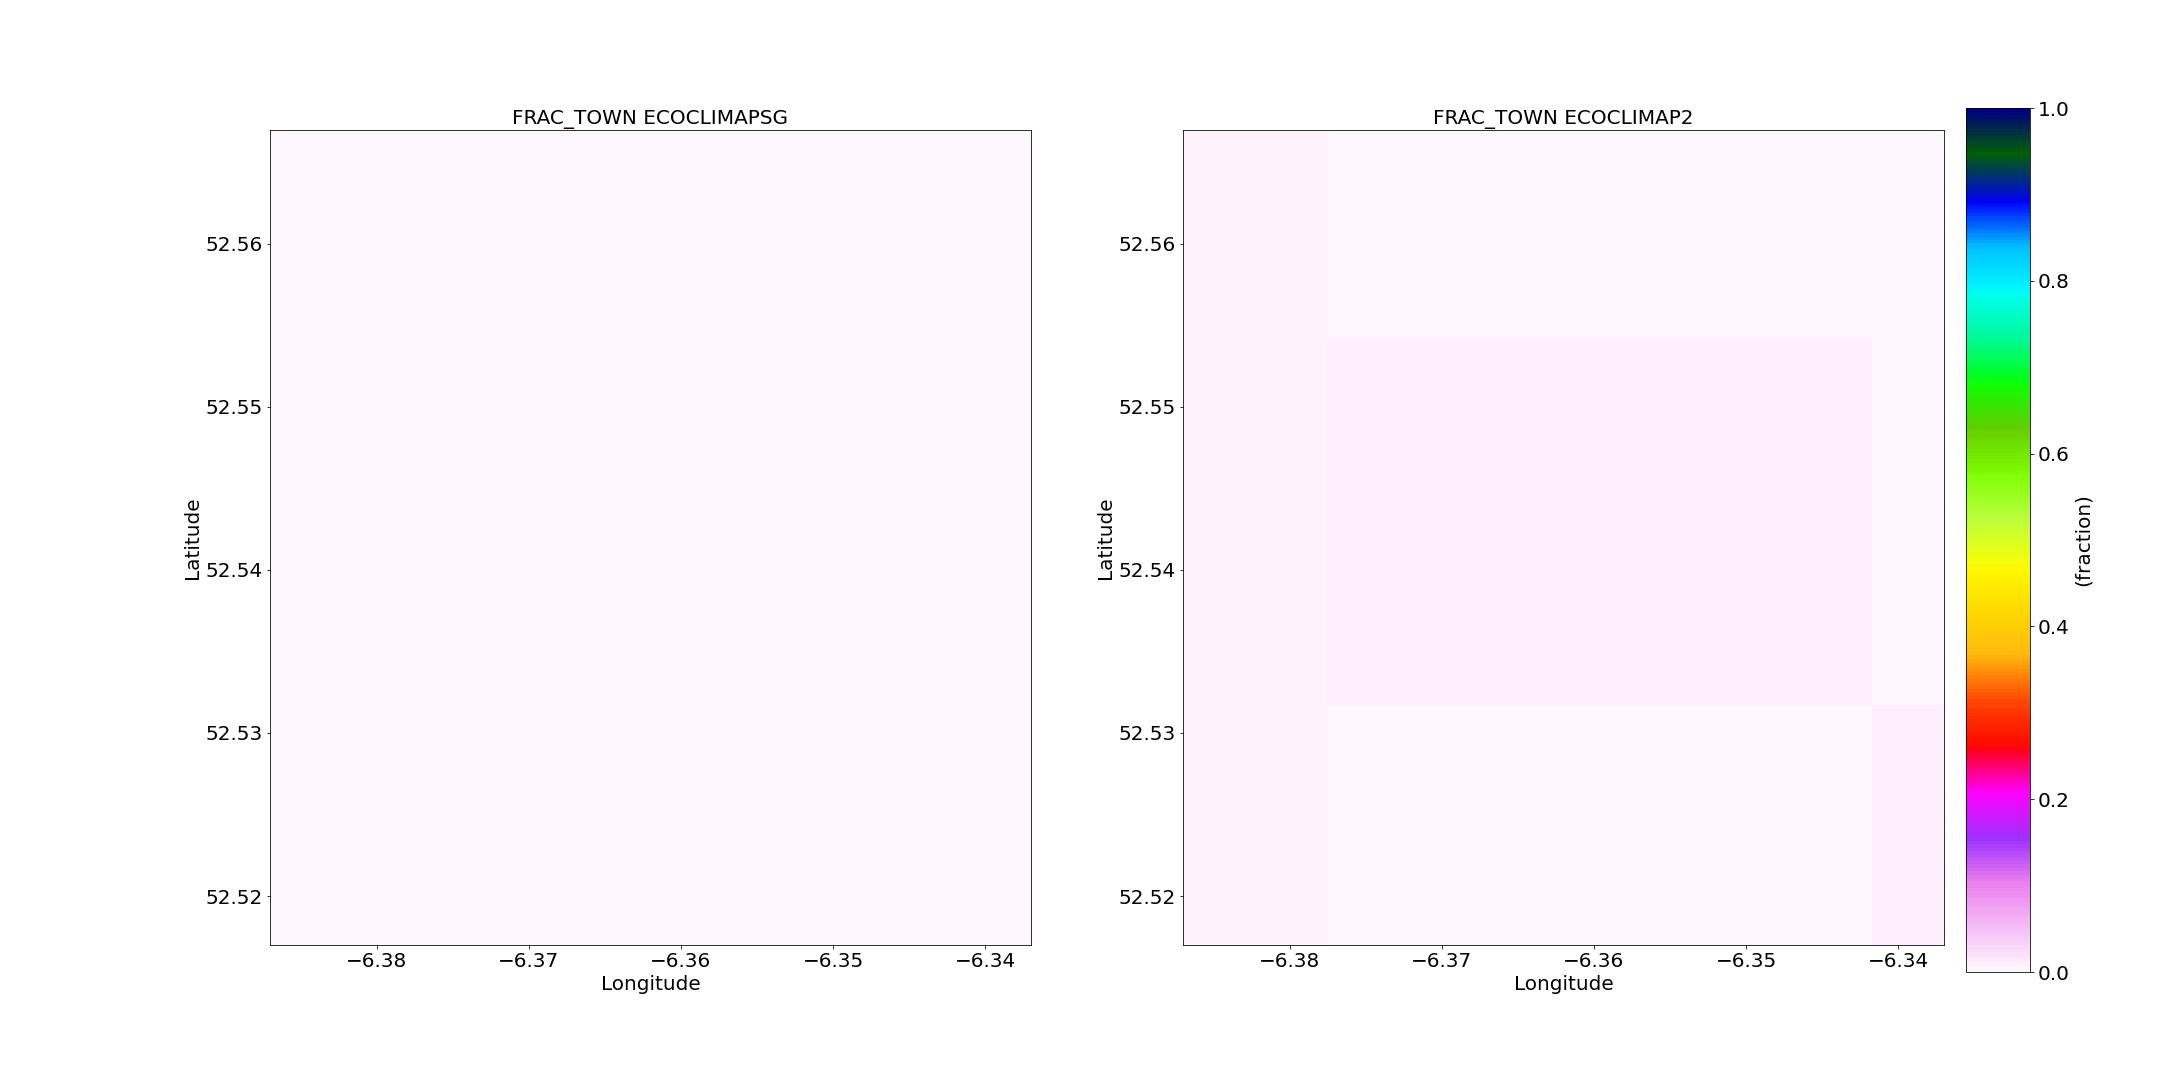 FRAC_TOWN ECOCLIMAPSG
52.56
52.55
52.54
52.53
52.52
Latitude
−6.38 −6.37 −6.36 −6.35 −6.34
Longitude
FRAC_TOWN ECOCLIMAP2
52.56
52.55
52.54
52.53
52.52
Latitude
−6.38 −6.37 −6.36 −6.35 −6.34
Longitude
1.0
0.8
0.6
0.4
0.2
0.0
(fraction)